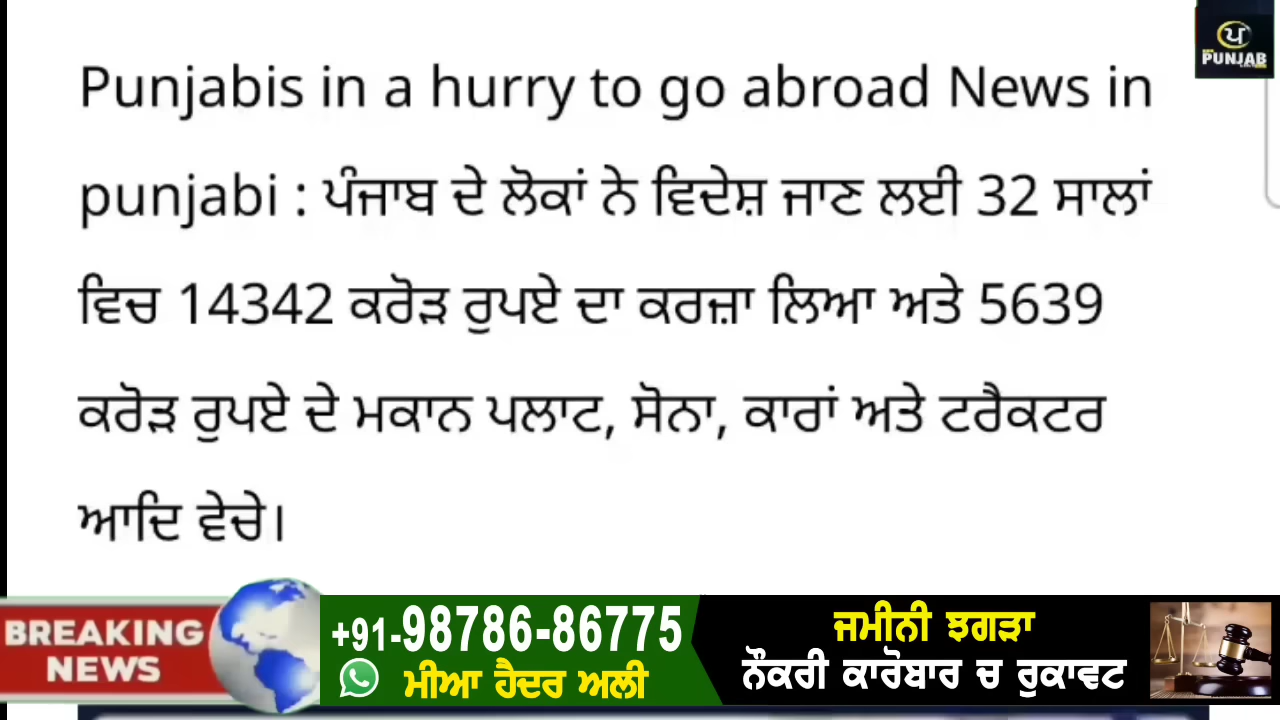 ਪ
PUNJAB
Punjabis in a hurry to go abroad News in
punjabi : ਪੰਜਾਬ ਦੇ ਲੋਕਾਂ ਨੇ ਵਿਦੇਸ਼ ਜਾਣ ਲਈ 32 ਸਾਲਾਂ
ਵਿਚ 14342 ਕਰੋੜ ਰੁਪਏ ਦਾ ਕਰਜ਼ਾ ਲਿਆ ਅਤੇ 5639
ਕਰੋੜ ਰੁਪਏ ਦੇ ਮਕਾਨ ਪਲਾਟ, ਸੋਨਾ, ਕਾਰਾਂ ਅਤੇ ਟਰੈਕਟਰ
ਆਦਿ ਵੇਚੇ।
BREAKING
NEWS
+91-98786-86775
ਮੀਆ ਹੈਦਰ ਅਲੀ
ਜਮੀਨੀ ਝਗੜਾ
ਨੌਕਰੀ ਕਾਰੋਬਾਰ ਚ ਰੁਕਾਵਟ